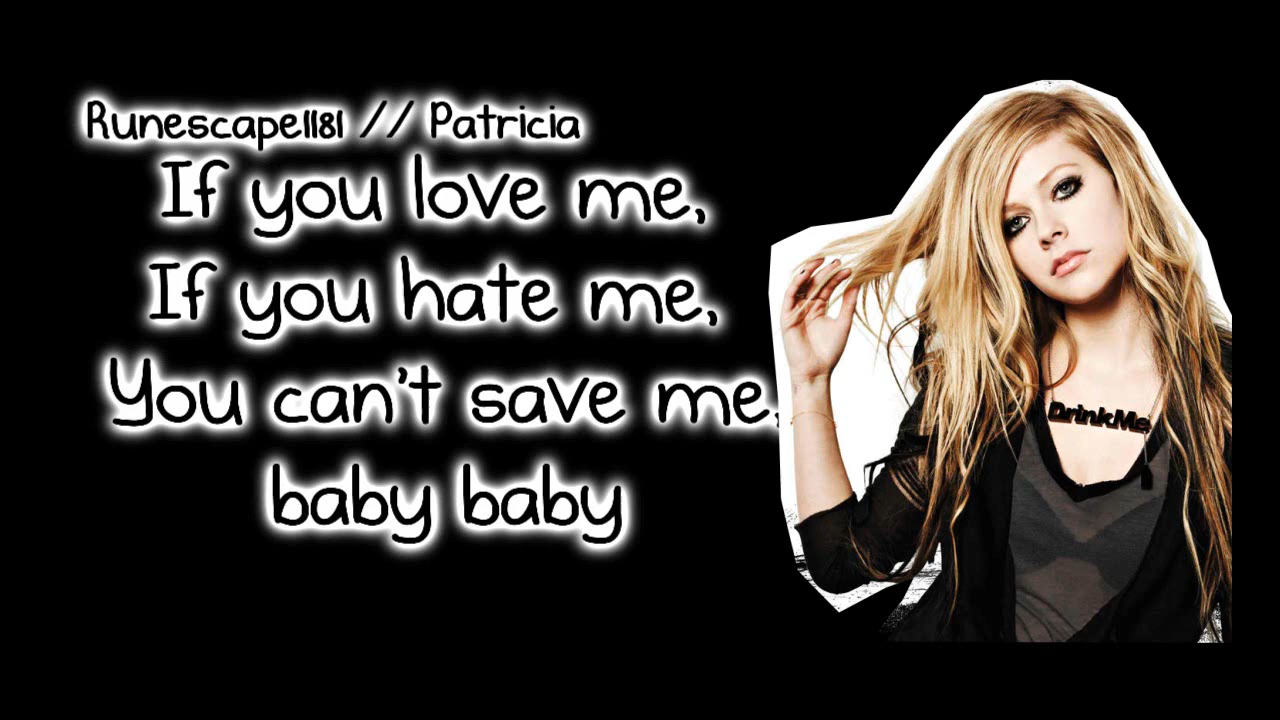 Runescape1181 // Patricia
If you love me,
If you hate me,
You can't save me,
baby baby
DrinkMe